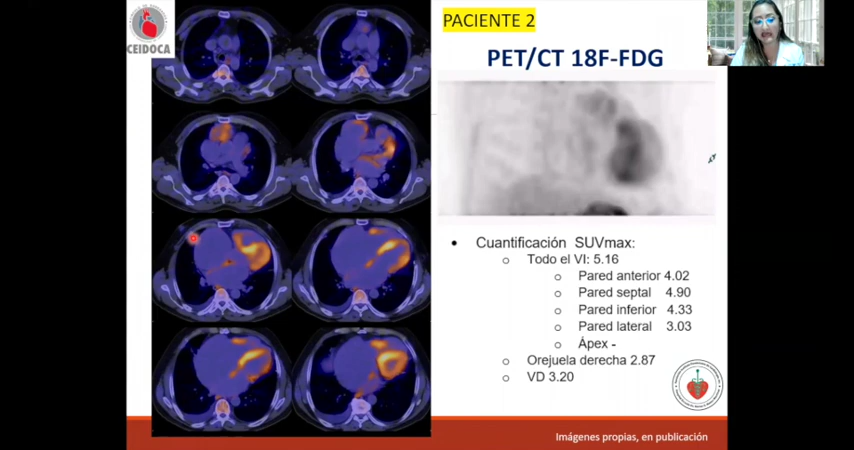 CEIDOCA
PACIENTE 2
PET/CT 18F-FDG
Cuantificación SUVmax:
Todo el VI: 5.16
Pared anterior 4.02
Pared septal 4.90
Pared inferior 4.33
Pared lateral 3.03
Ápex -
Orejuela derecha 2.87
VD 3.20
Imágenes propias, en publicación